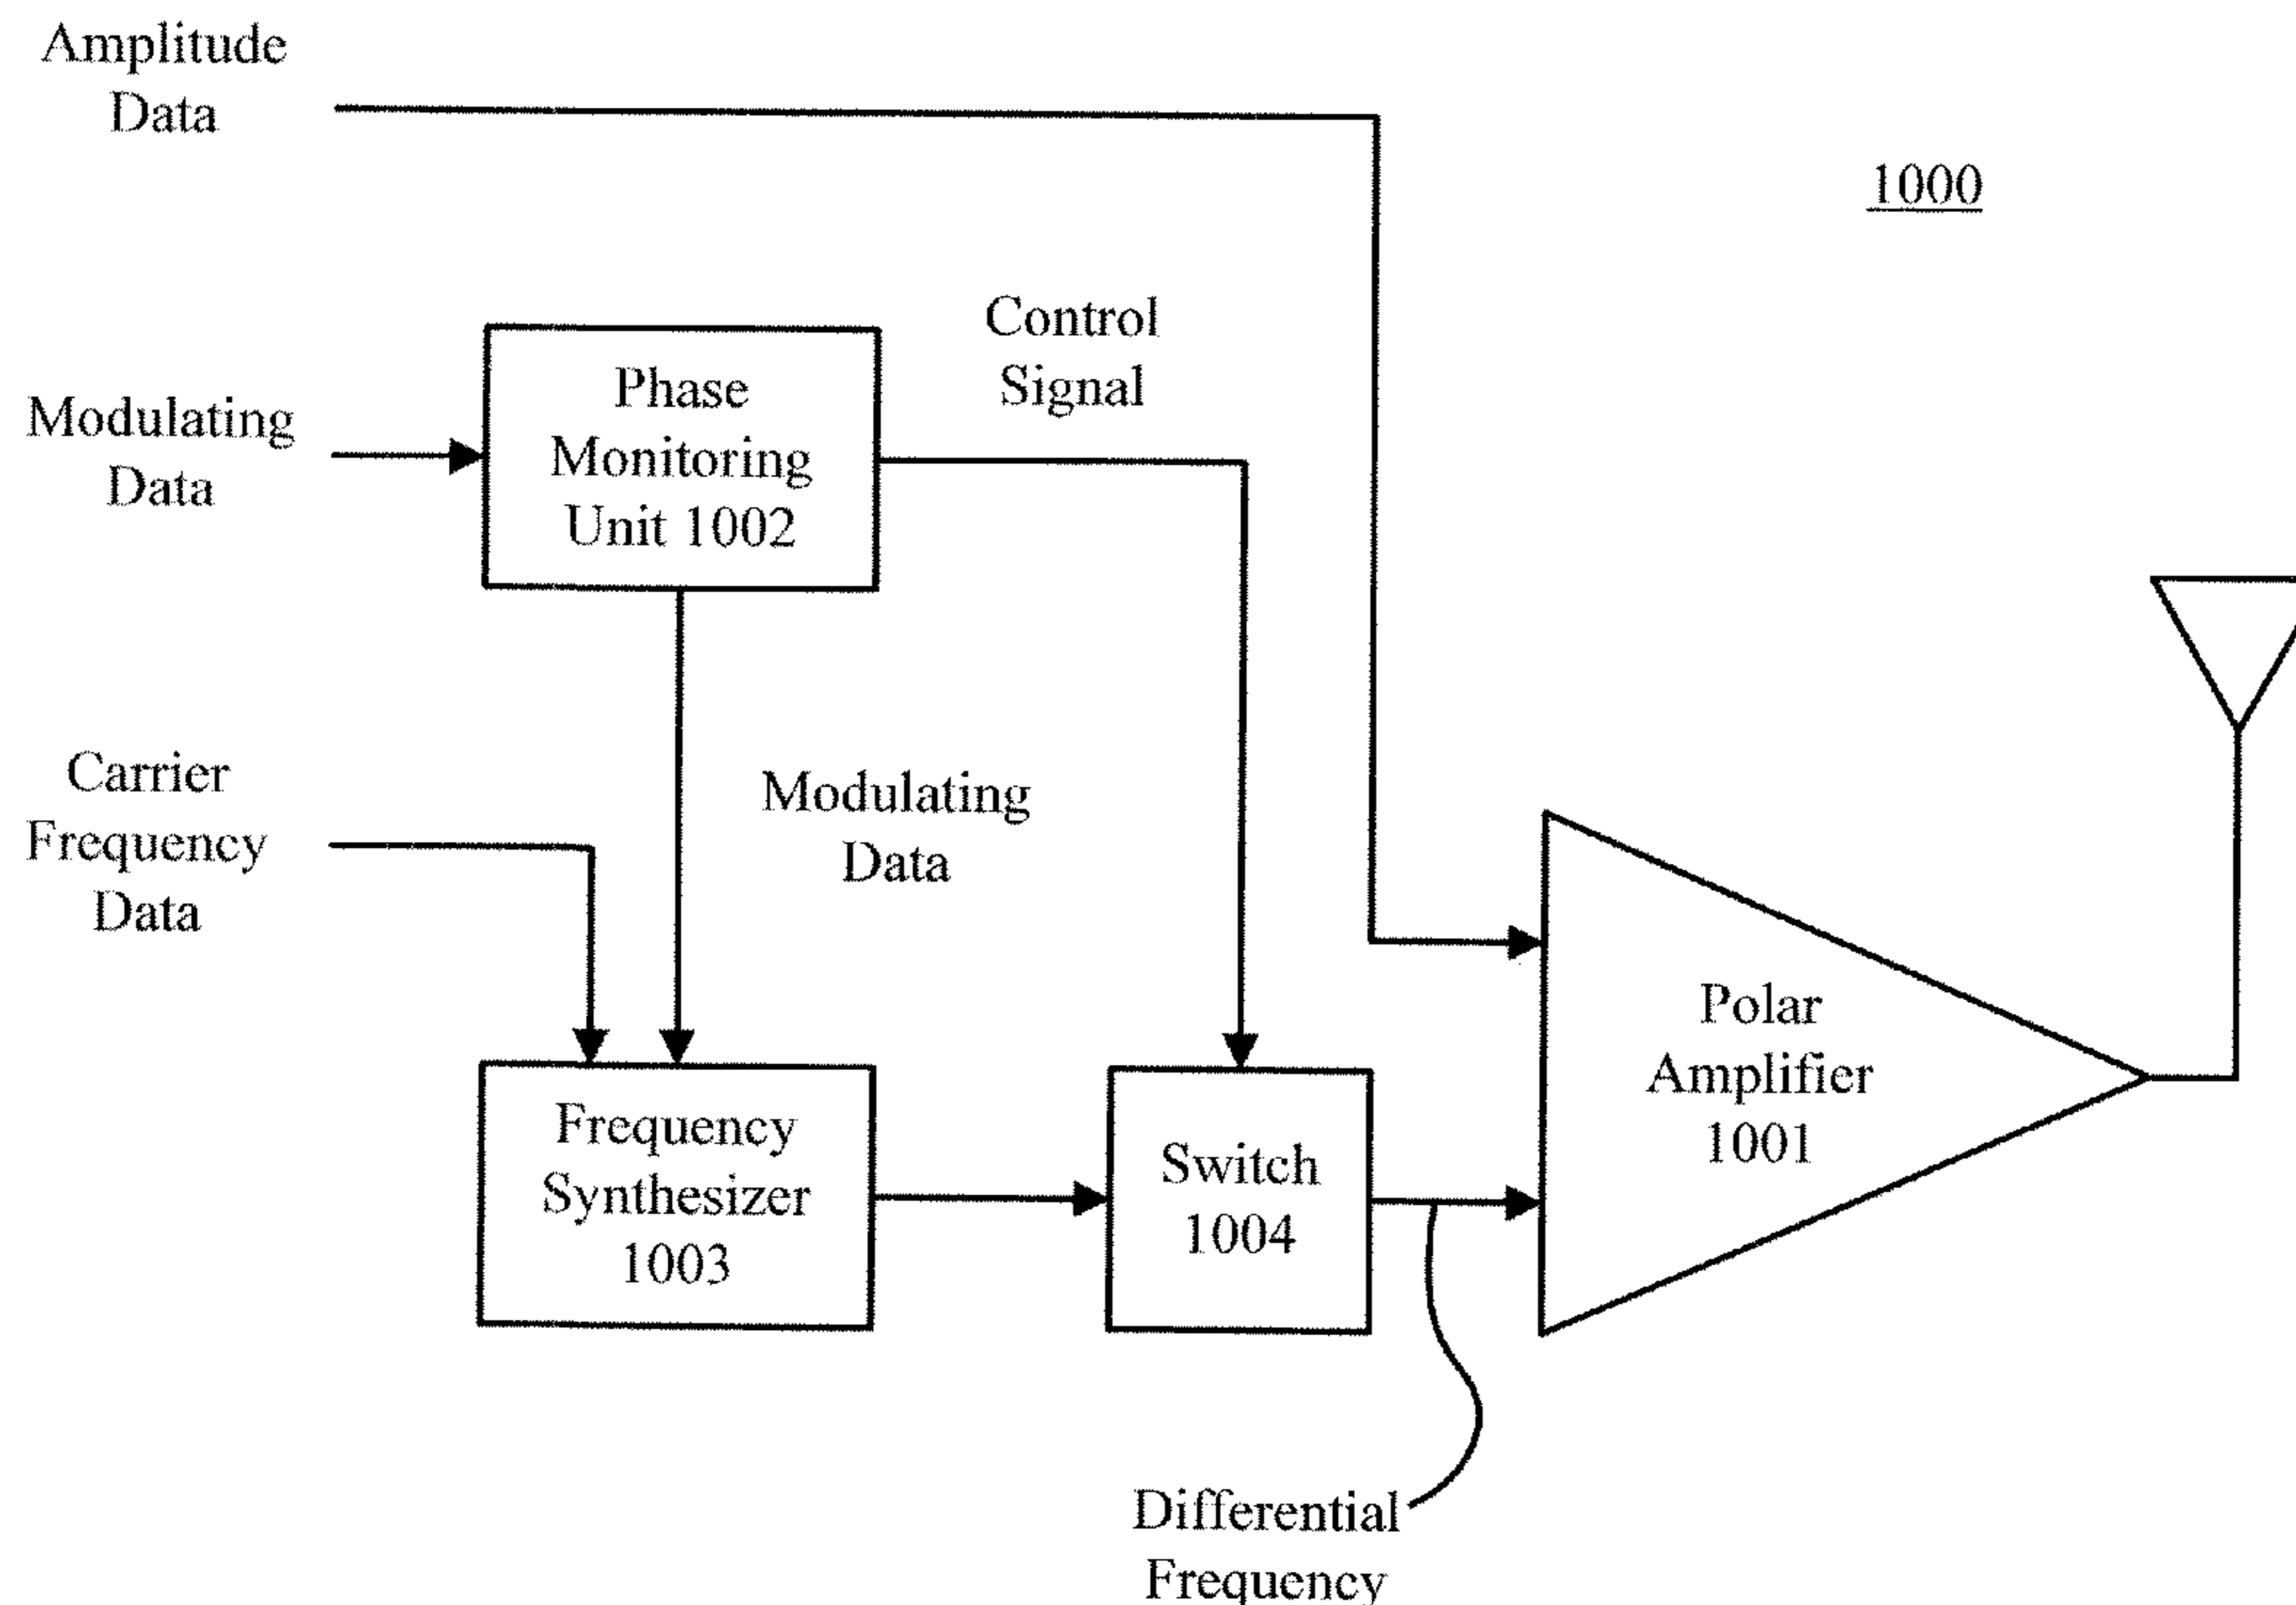 Amplitude
Data
1000
Control
Signal
Phase
Monitoring
Unit 1002
Modulating
Data
Carrier
Frequency
Data
Modulating
Data
Polar
Amplifier
1001
Frequency
Synthesizer
1003
Switch
1004
Differential
Frequency